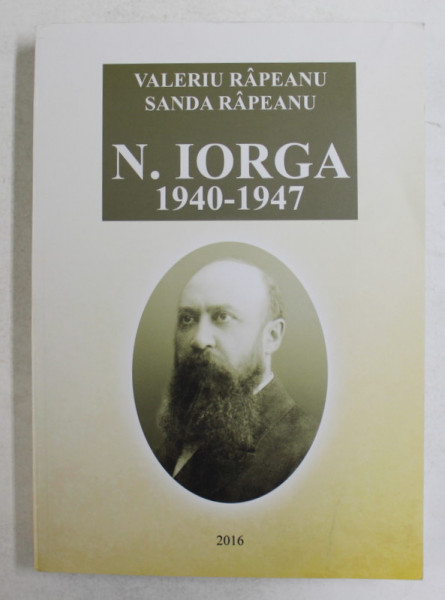 VALERIU RÂPEANU
SANDA RÂPEANU
N. IORGA
1940-1947
2016